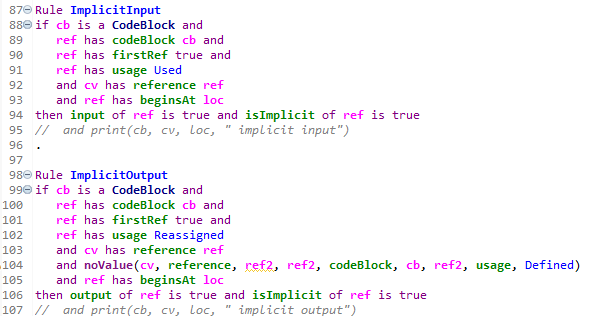 87 Rule ImplicitInput
88 if cb is a CodeBlock and
89 ref has codeBlock cb and
90 ref has firstRef true and
91 ref has usage Used
92 and cv has reference ref
93 and ref has beginsAt loc
94 then input of ref is true and isImplicit of ref is true
95 // and print(cb, cv, loc, " implicit input")
96 .
97
98 Rule ImplicitOutput
99 if cb is a CodeBlock and
100 ref has codeBlock cb and
101 ref has firstRef true and
102 ref has usage Reassigned
103 and cv has reference ref
104 and noValue(cv, reference, ref2, ref2, codeBlock, cb, ref2, usage, Defined)
105 and ref has beginsAt loc
106 then output of ref is true and isImplicit of ref is true
107 // and print(cb, cv, loc, " implicit output")